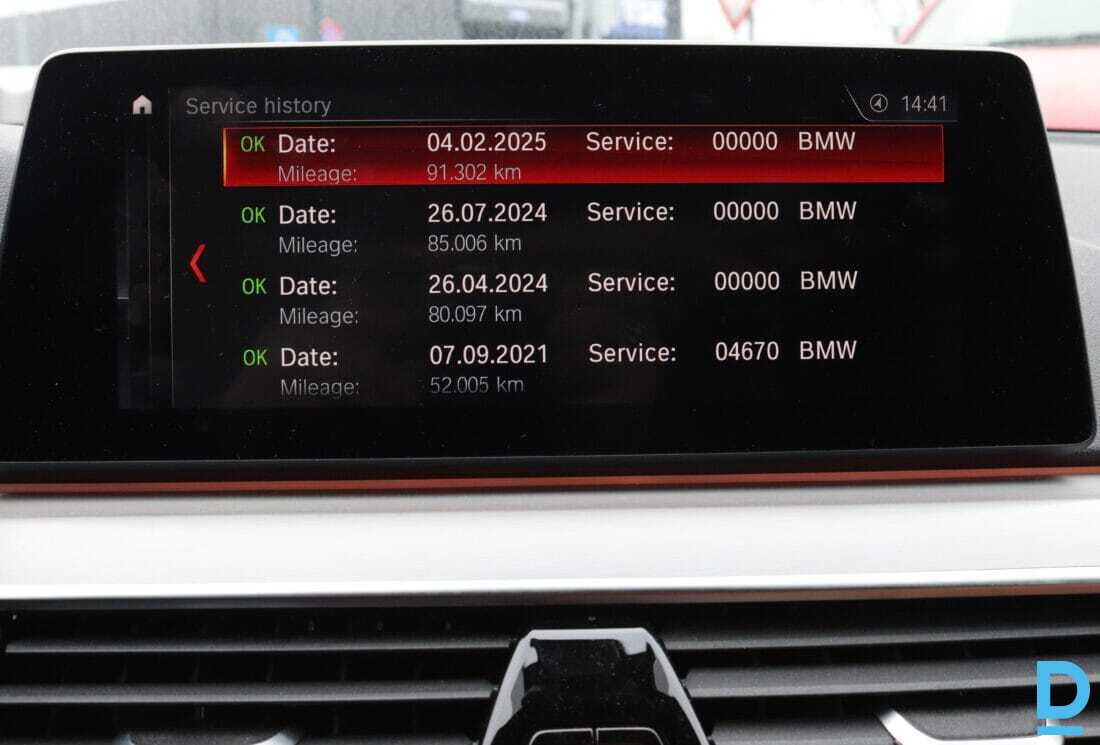 Service history 14:41
OK Date: 04.02.2025 Service: 00000 BMW
Mileage: 91.302 km
OK Date: 26.07.2024 Service: 00000 BMW
Mileage: 85.006 km
OK Date: 26.04.2024 Service: 00000 BMW
Mileage: 80.097 km
OK Date: 07.09.2021 Service: 04670 BMW
Mileage: 52.005 km
D